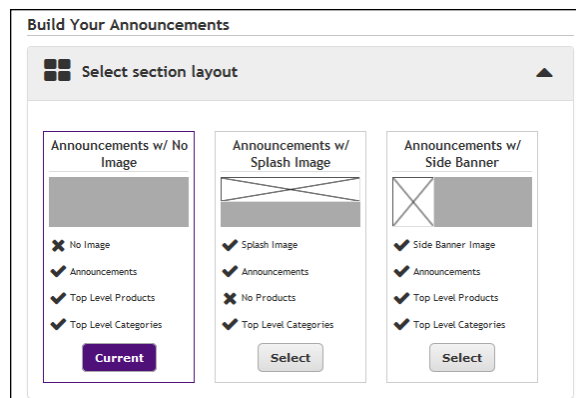 Build Your Announcements
Select section layout
Announcements w/ No
Image
No Image
Announcements
Top Level Products
Top Level Categories
Current
Announcements w/
Splash Image
Splash Image
Announcements
No Products
Top Level Categories
Select
Announcements w/
Side Banner
Side Banner Image
Announcements
Top Level Products
Top Level Categories
Select